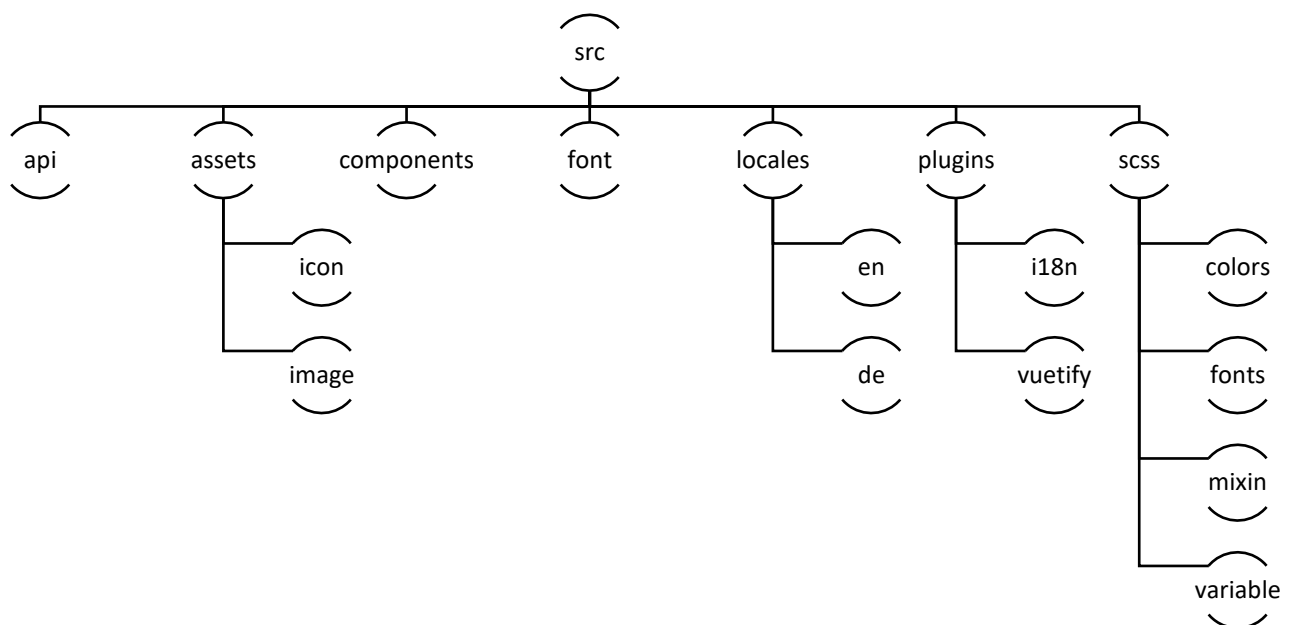 src
api
assets
components
font
locales
plugins
scss
icon
image
en
de
i18n
vuetify
colors
fonts
mixin
variable